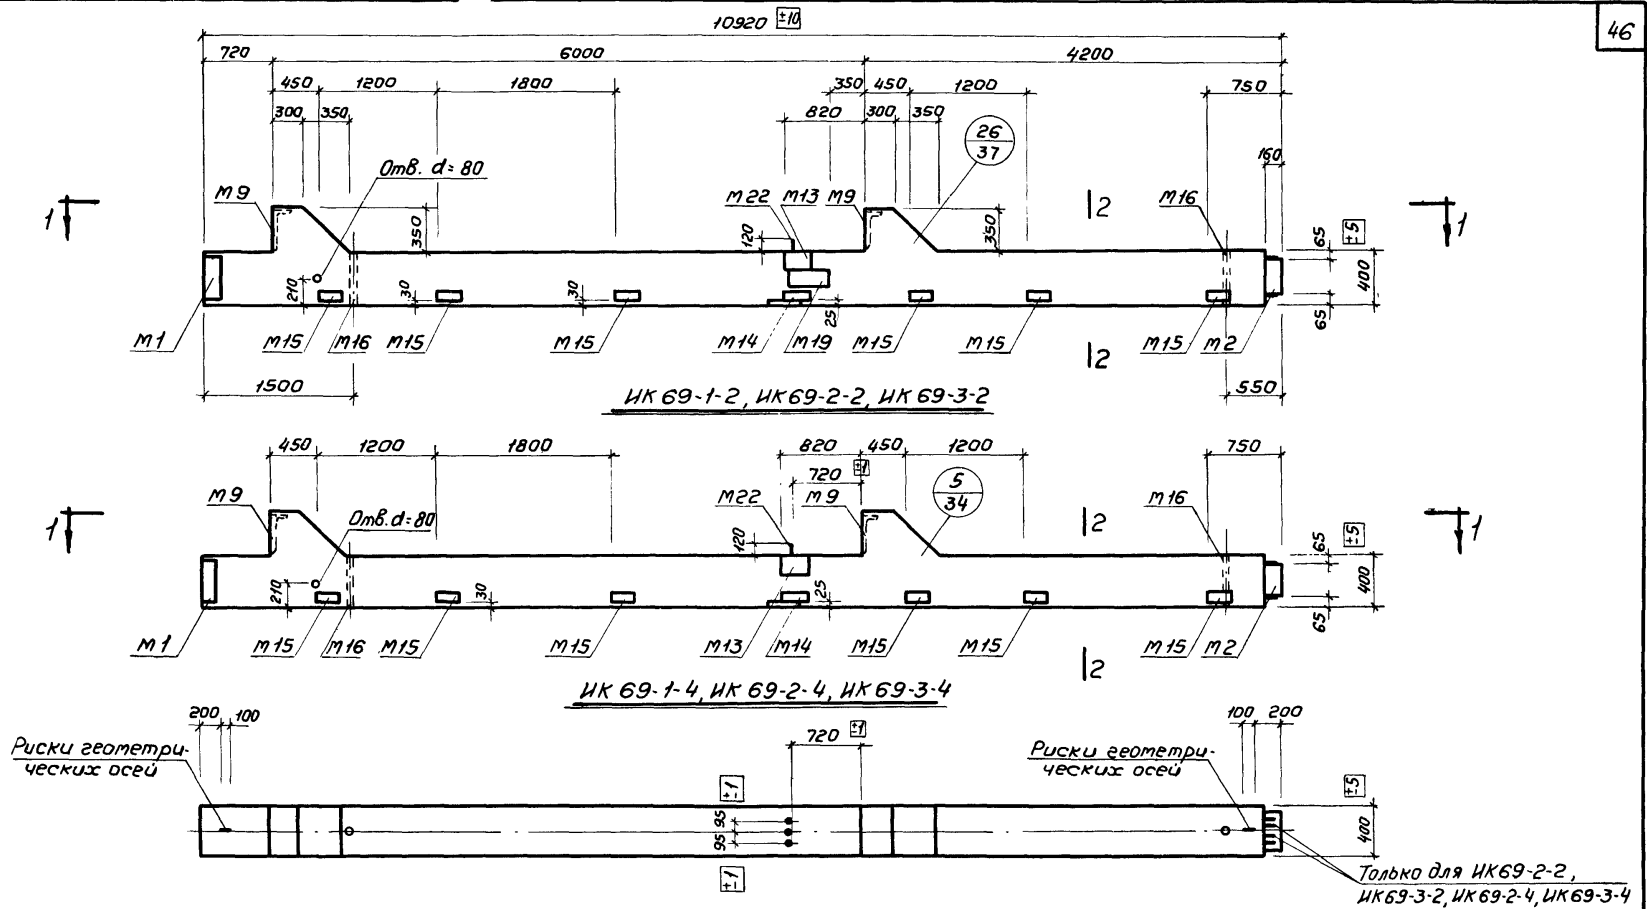 46
10920 ±10
720 6000 4200
450 1200 1800 350 450 1200 750
300 350 820 300 350 160
26
37
Отв. d=80
М9 М22 М13 М9 М16
1 2 1
350 120 350 65 ±5
400
210 30 30 25 65
М1 М15 М16 М15 М15 М14 М19 М15 М15 М15 М2
2
1500 550
ИК 69-1-2, ИК69-2-2, ИК 69-3-2
450 1200 1800 820 450 1200 750
720 ±1
5
34
М9 М22 М9 М16
Отв. d=80
1 2 1
120 65 ±5
400
210 30 25 65
М1 М15 М16 М15 М15 М13 М14 М15 М15 М15 М2
2
ИК 69-1-4, ИК 69-2-4, ИК 69-3-4
200 100 720 ±1 100 200
Риски геометри-
ческих осей
Риски геометри-
ческих осей
±1 ±5
95
95
400
±1
Только для ИК69-2-2,
ИК69-3-2, ИК69-2-4, ИК69-3-4